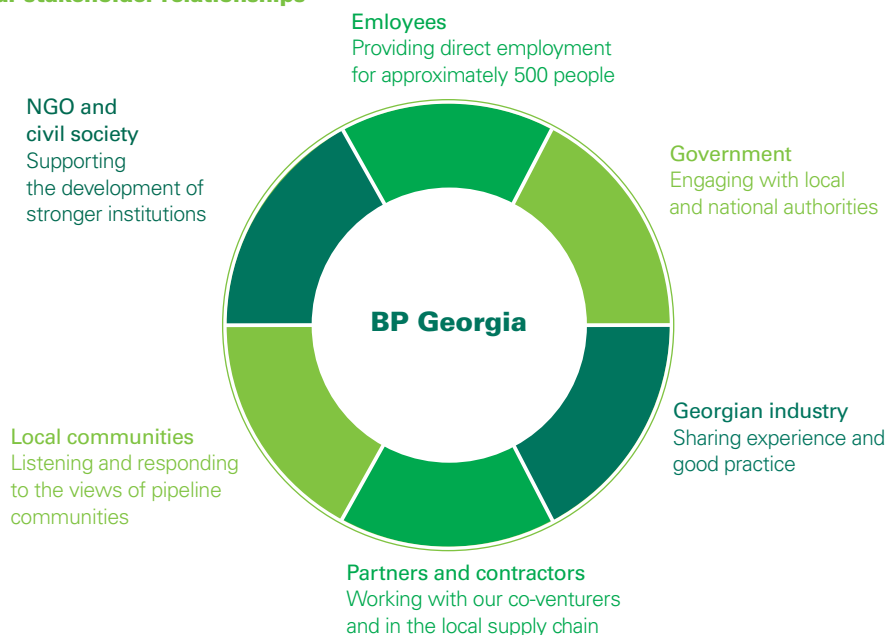 stakeholder relationships
Emloyees
Providing direct employment
for approximately 500 people
NGO and
civil society
Supporting
the development of
stronger institutions
Government
Engaging with local
and national authorities
BP Georgia
Georgian industry
Sharing experience and
good practice
Local communities
Listening and responding
to the views of pipeline
communities
Partners and contractors
Working with our co-venturers
and in the local supply chain